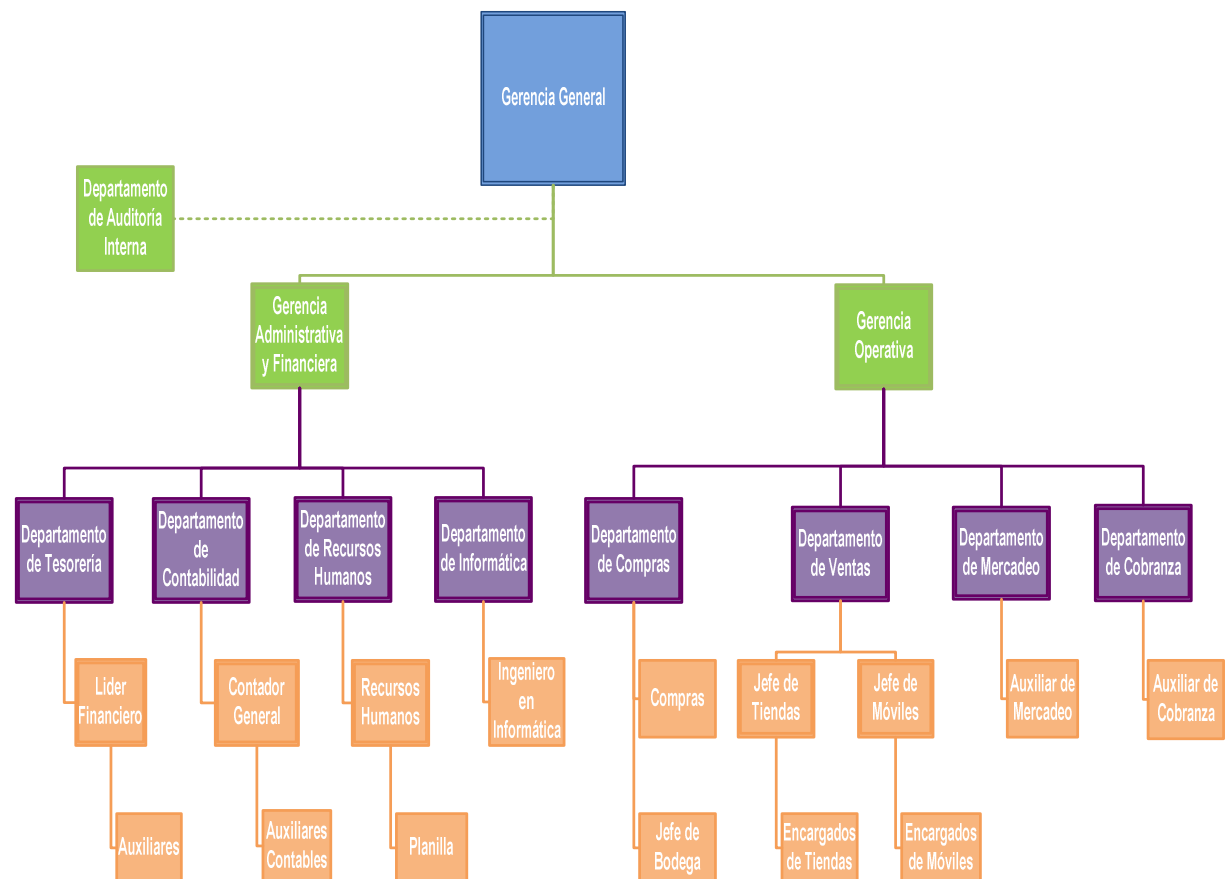 Gerencia General
Departamento
de Auditoría
Interna
Gerencia
Administrativa
y Financiera
Gerencia
Operativa
Departamento
de Tesorería
Departamento
de
Contabilidad
Departamento
de Recursos
Humanos
Departamento
de Informática
Departamento
de Compras
Departamento
de Ventas
Departamento
de Mercadeo
Departamento
de Cobranza
Lider
Financiero
Contador
General
Recursos
Humanos
Ingeniero
en
Informática
Compras
Jefe de
Tiendas
Jefe de
Móviles
Auxiliar de
Mercadeo
Auxiliar de
Cobranza
Auxiliares
Auxiliares
Contables
Planilla
Jefe de
Bodega
Encargados
de Tiendas
Encargados
de Móviles